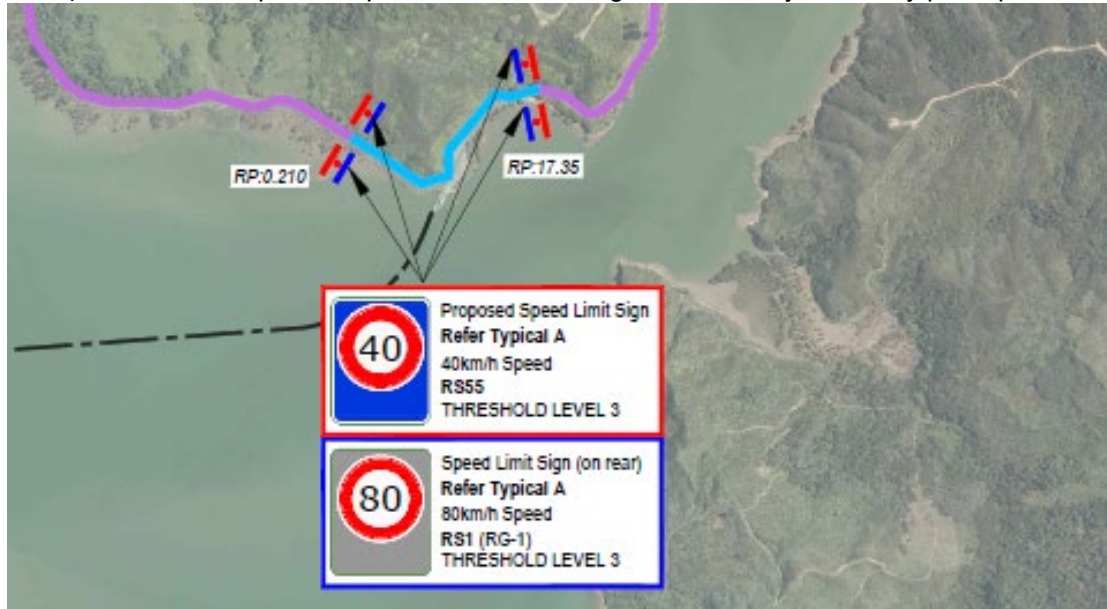 RP:0.210
RP:17.35
40
Proposed Speed Limit Sign
Refer Typical A
40km/h Speed
RS55
THRESHOLD LEVEL 3
80
Speed Limit Sign (on rear)
Refer Typical A
80km/h Speed
RS1 (RG-1)
THRESHOLD LEVEL 3